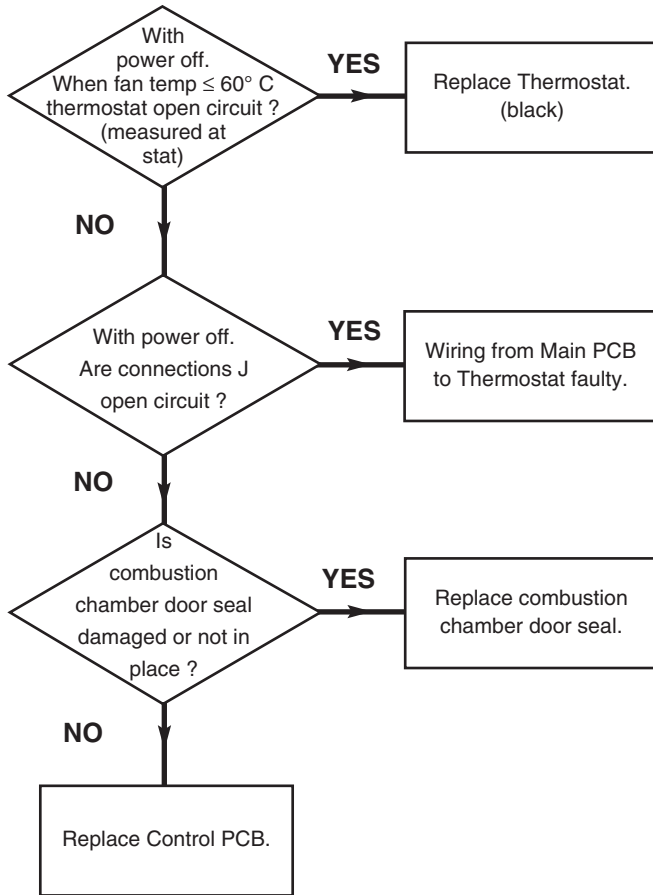 With
power off.
When fan temp ≤ 60° C
thermostat open circuit ?
(measured at
stat)
YES
Replace Thermostat.
(black)
NO
With power off.
Are connections J
open circuit ?
YES
Wiring from Main PCB
to Thermostat faulty.
NO
Is
combustion
chamber door seal
damaged or not in
place ?
YES
Replace combustion
chamber door seal.
NO
Replace Control PCB.